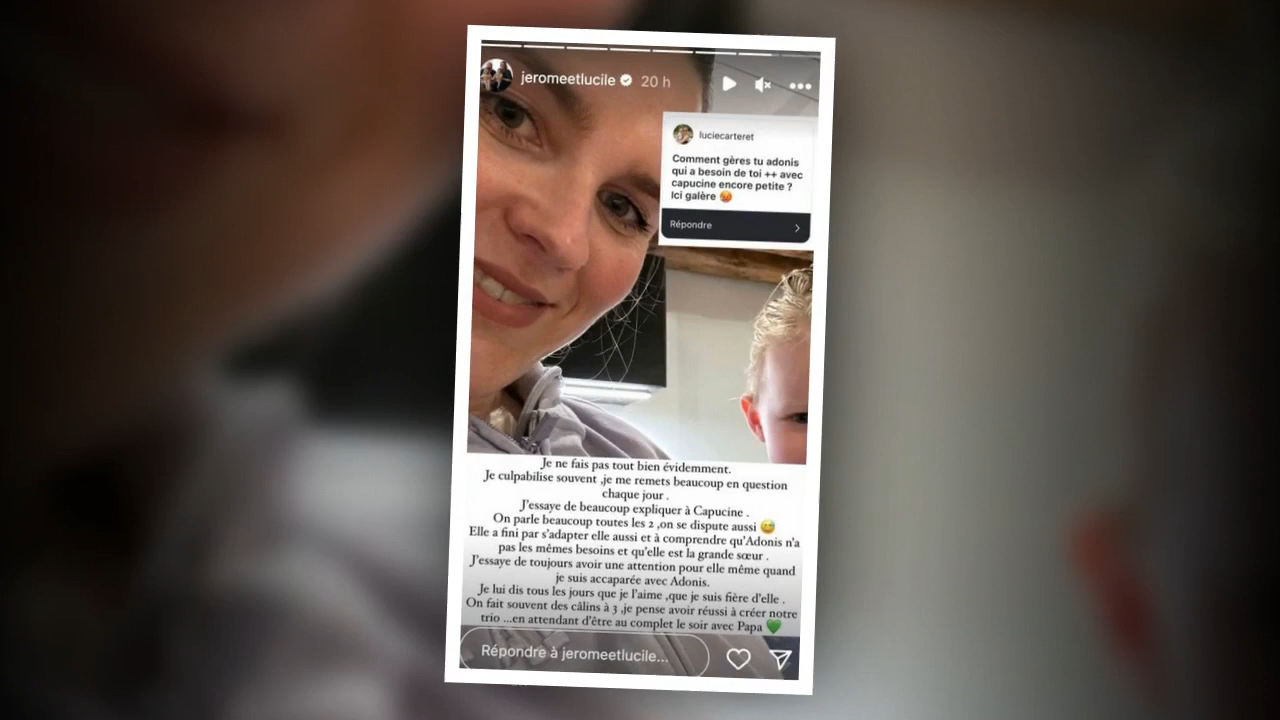 jeromeetlucile 20 h
luciecarteret
Comment gères tu adonis
qui a besoin de toi ++ avec
capucine encore petite ?
Ici galère 🥵
Répondre
Je ne fais pas tout bien évidemment.
Je culpabilise souvent ,je me remets beaucoup en question
chaque jour .
J'essaye de beaucoup expliquer à Capucine .
On parle beaucoup toutes les 2 ,on se dispute aussi 😅
Elle a fini par s'adapter elle aussi et à comprendre qu'Adonis n'a
pas les mêmes besoins et qu'elle est la grande sœur .
J'essaye de toujours avoir une attention pour elle même quand
je suis accaparée avec Adonis.
Je lui dis tous les jours que je l'aime ,que je suis fière d'elle .
On fait souvent des câlins à 3 ,je pense avoir réussi à créer notre
trio ...en attendant d'être au complet le soir avec Papa 💚
Répondre à jeromeetlucile...